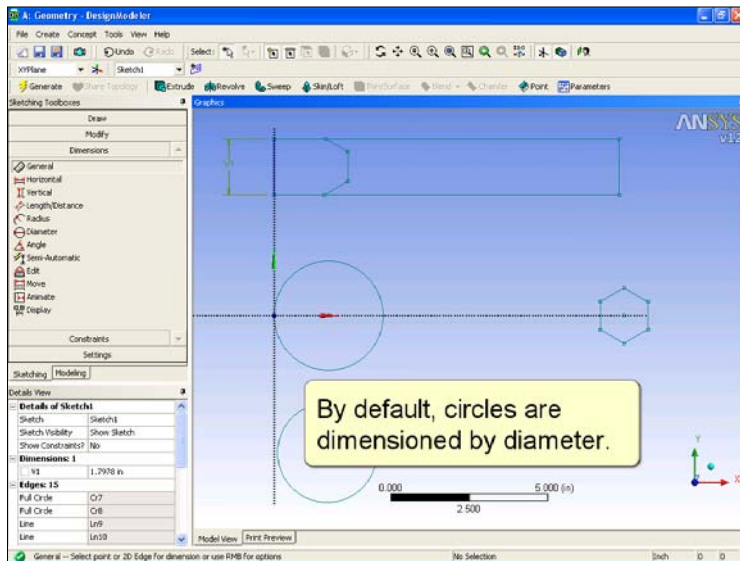 A: Geometry - DesignModeler
File Create Concept Tools View Help
Undo Redo Select:
XYPlane Sketch1
Generate Share Topology Extrude Revolve Sweep Skin/Loft Thin/Surface Blend Chamfer Point Parameters
Sketching Toolboxes
Draw
Modify
Dimensions
General
Horizontal
Vertical
Length/Distance
Radius
Diameter
Angle
Semi-Automatic
Edit
Move
Animate
Display
Constraints
Settings
Sketching Modeling
Details View
Details of Sketch1
Sketch Sketch1
Sketch Visibility Show Sketch
Show Constraints? No
Dimensions: 1
V1 1.7978 in
Edges: 15
Full Circle Cr7
Full Circle Cr8
Line Ln9
Line Ln10
Graphics
ANSYS
v12
V1
By default, circles are
dimensioned by diameter.
0.000 5.000 (in)
2.500
Y
X
Model View Print Preview
General -- Select point or 2D Edge for dimension or use RMB for options No Selection Inch 0 0